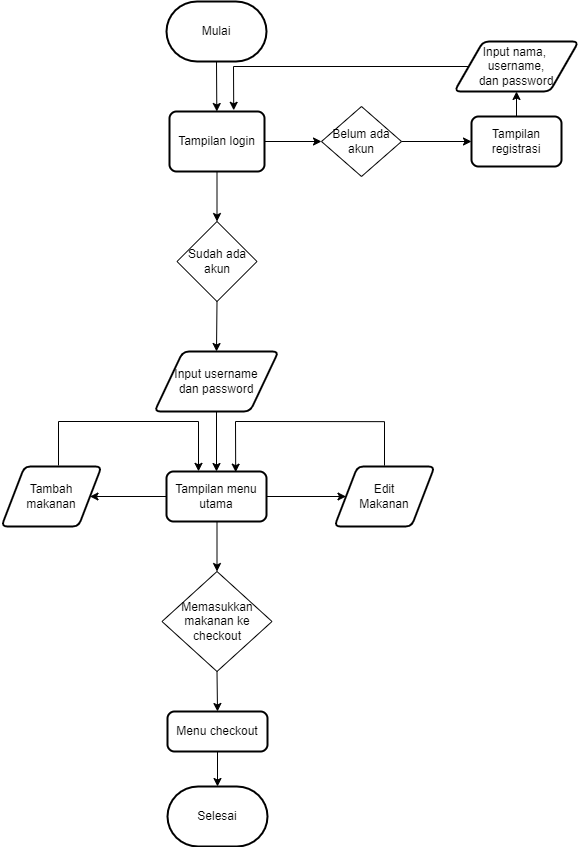 Mulai
Input nama,
username,
dan password
Tampilan login
Belum ada
akun
Tampilan
registrasi
Sudah ada
akun
Input username
dan password
Tambah
makanan
Tampilan menu
utama
Edit
Makanan
Memasukkan
makanan ke
checkout
Menu checkout
Selesai